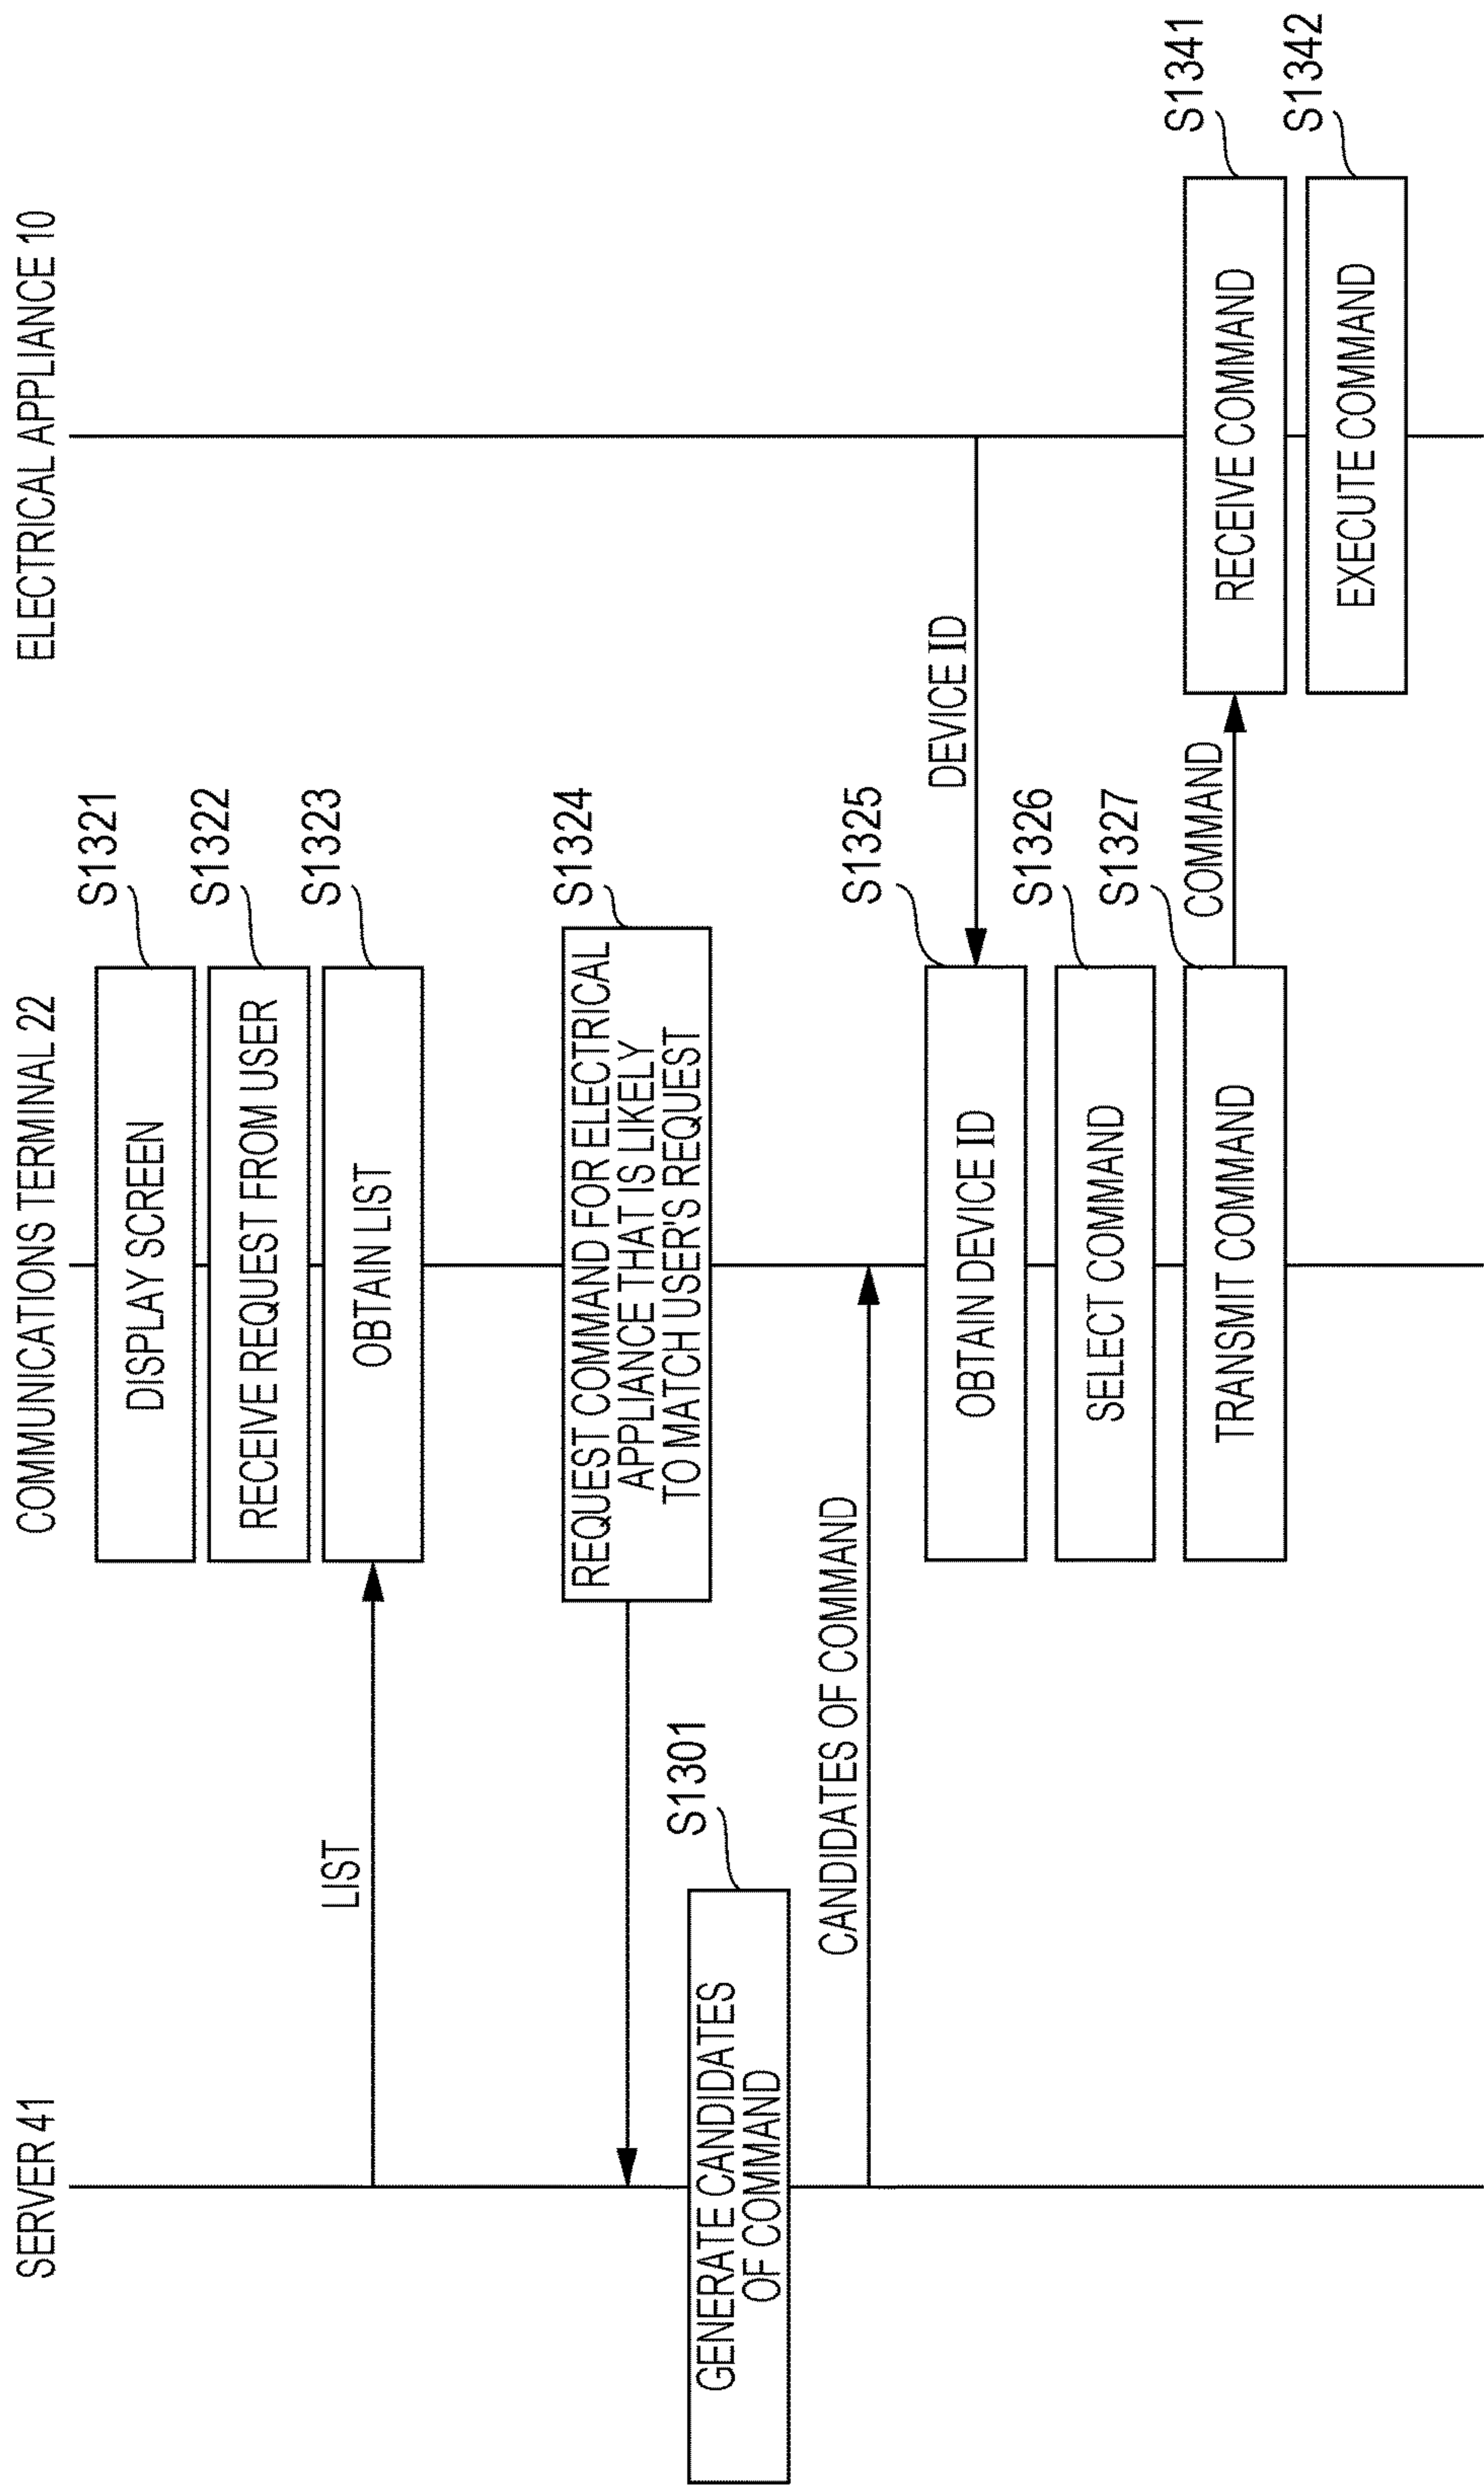 SERVER 41
COMMUNICATIONS TERMINAL 22
ELECTRICAL APPLIANCE 10
S1321
DISPLAY SCREEN
S1322
RECEIVE REQUEST FROM USER
S1323
LIST
OBTAIN LIST
S1324
REQUEST COMMAND FOR ELECTRICAL
APPLIANCE THAT IS LIKELY
TO MATCH USER'S REQUEST
S1301
GENERATE CANDIDATES
OF COMMAND
CANDIDATES OF COMMAND
S1325
DEVICE ID
OBTAIN DEVICE ID
S1326
SELECT COMMAND
S1327
TRANSMIT COMMAND
COMMAND
S1341
RECEIVE COMMAND
S1342
EXECUTE COMMAND